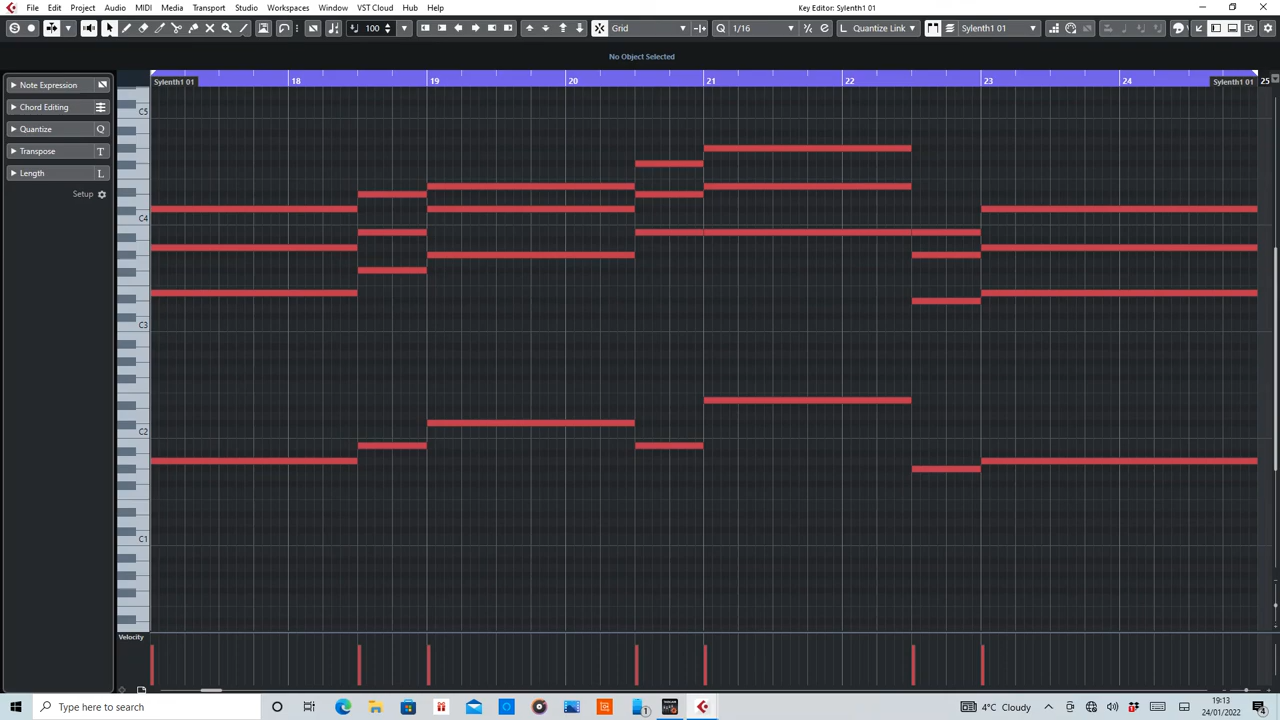 File Edit Project Audio MIDI Media Transport Studio Workspaces Window VST Cloud Hub Help
Key Editor: Sylenth1 01
S 100 Grid Q 1/16 L Quantize Link Sylenth1 01
No Object Selected
Note Expression
Chord Editing
Quantize Q
Transpose T
Length L
Setup
18 19 20 21 22 23 24 25
Sylenth1 01 Sylenth1 01
C5
C4
C3
C2
C1
Velocity
Type here to search
1
4°C Cloudy
19:13
24/01/2022
4